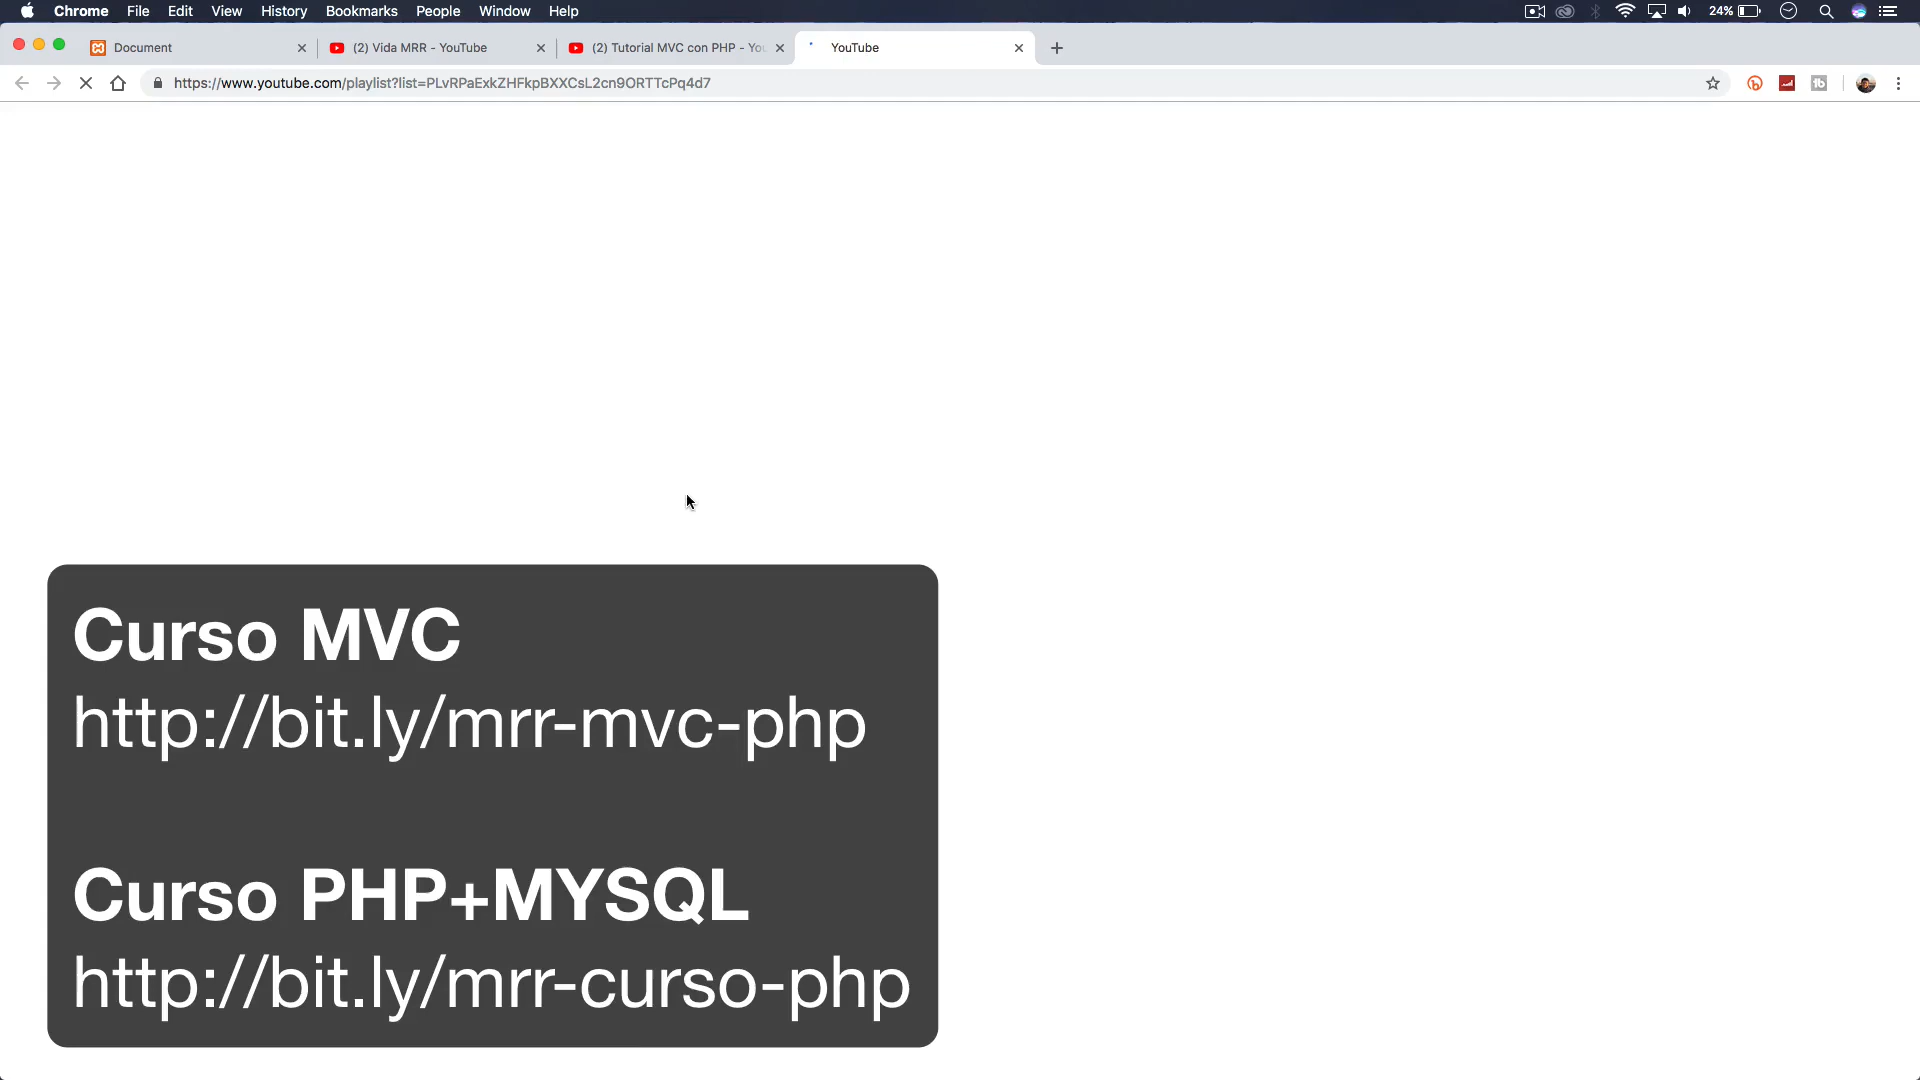 Chrome File Edit View History Bookmarks People Window Help 24%
Document (2) Vida MRR - YouTube (2) Tutorial MVC con PHP - You YouTube
https://www.youtube.com/playlist?list=PLvRPaExkZHFkpBXXCsL2cn9ORTTcPq4d7
Curso MVC
http://bit.ly/mrr-mvc-php
Curso PHP+MYSQL
http://bit.ly/mrr-curso-php